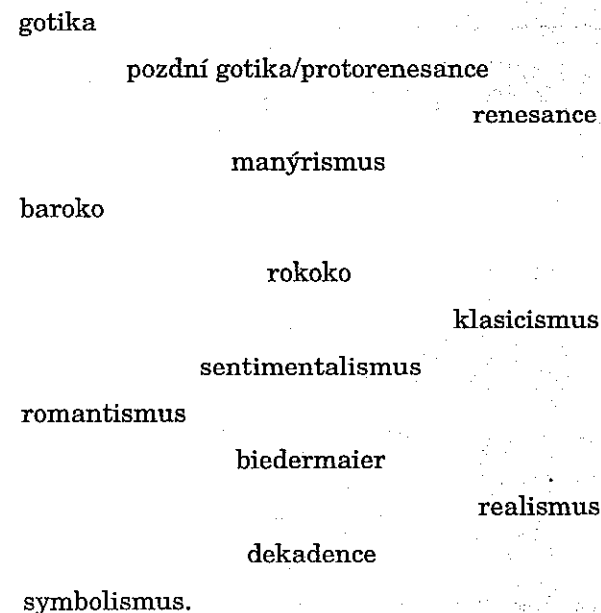 gotika
pozdní gotika/protorenesance
renesance
manýrismus
baroko
rokoko
klasicismus
sentimentalismus
romantismus
biedermaier
realismus
dekadence
symbolismus.